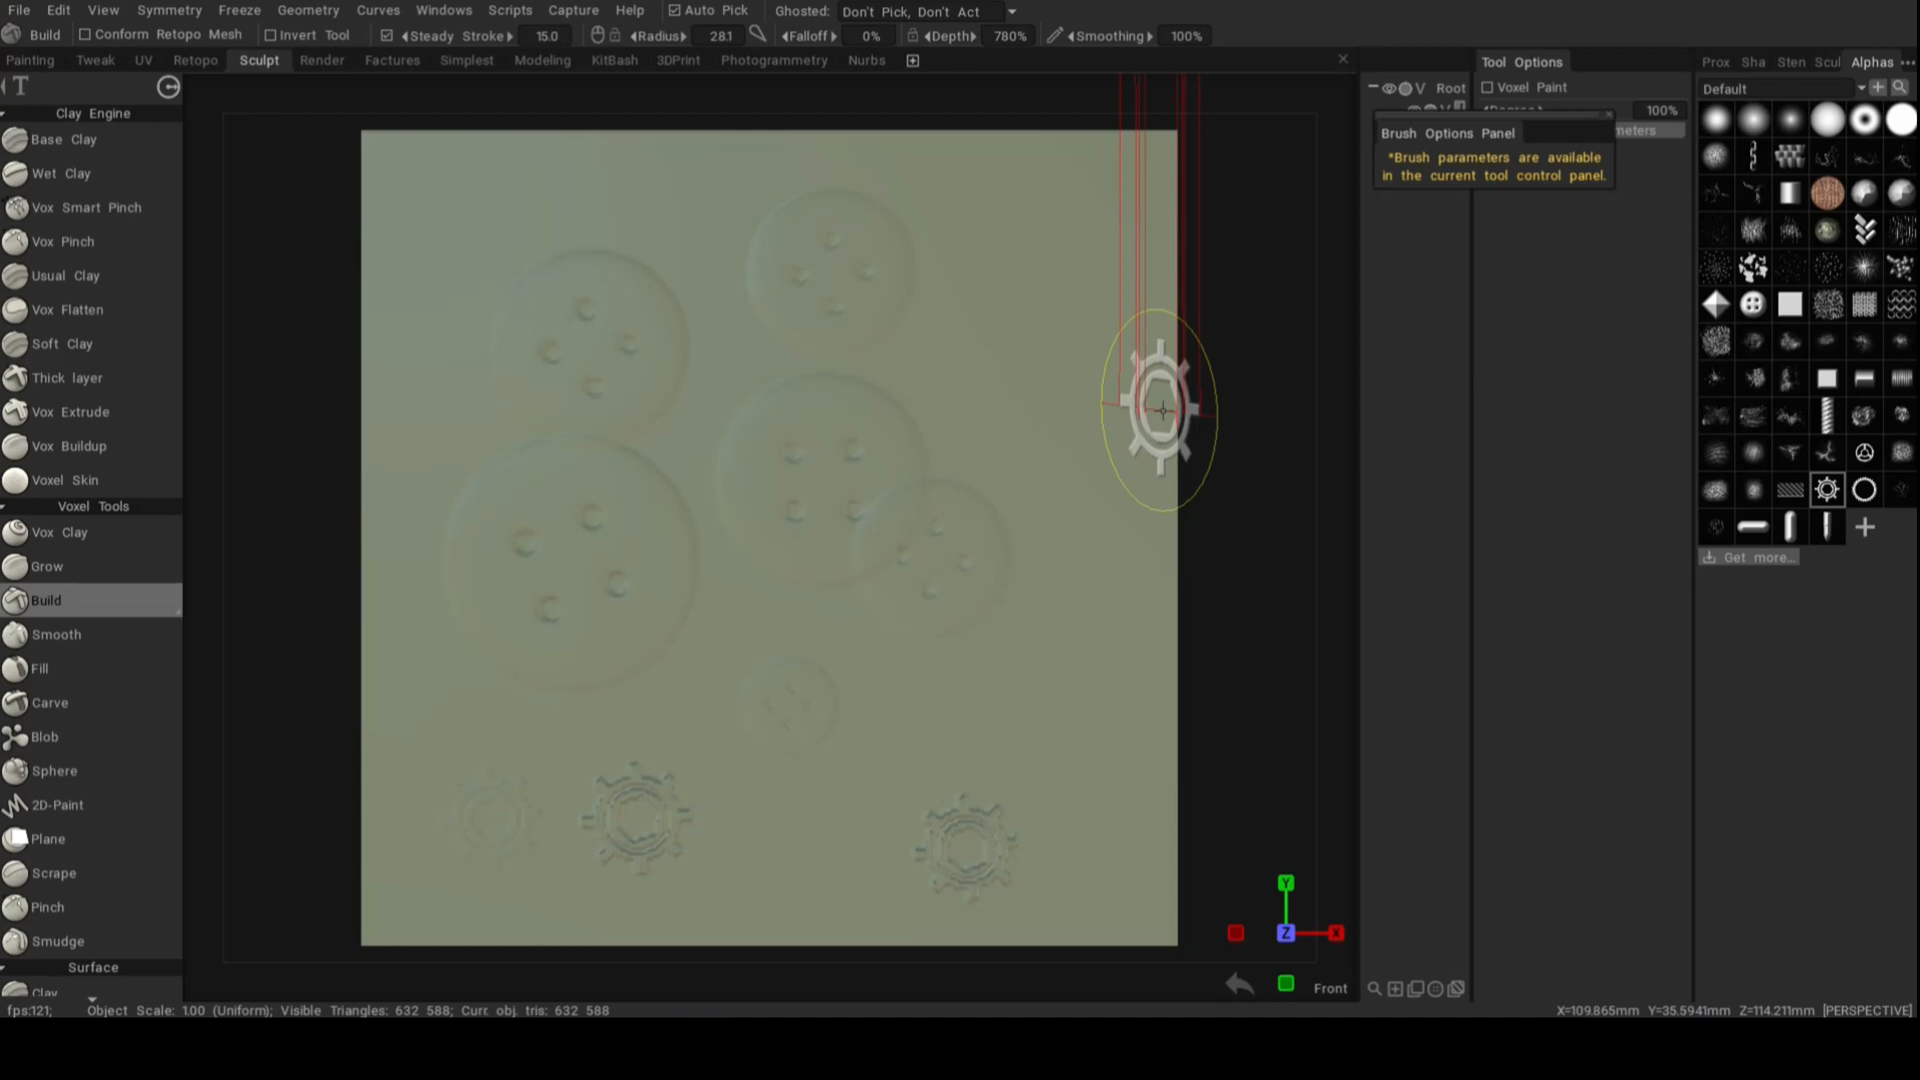 File Edit View Symmetry Freeze Geometry Curves Windows Scripts Capture Help Auto Pick Ghosted: Don't Pick, Don't Act
Build Conform Retopo Mesh Invert Tool Steady Stroke 15.0 Radius 28.1 Falloff 0% Depth 780% Smoothing 100%
Painting Tweak UV Retopo Sculpt Render Factures Simplest Modeling KitBash 3DPrint Photogrammetry Nurbs
T
Clay Engine
Base Clay
Wet Clay
Vox Smart Pinch
Vox Pinch
Usual Clay
Vox Flatten
Soft Clay
Thick layer
Vox Extrude
Vox Buildup
Voxel Skin
Voxel Tools
Vox Clay
Grow
Build
Smooth
Fill
Carve
Blob
Sphere
2D-Paint
Plane
Scrape
Pinch
Smudge
Surface
Clay
V Root
Tool Options
Voxel Paint
100%
meters
Brush Options Panel
*Brush parameters are available
in the current tool control panel.
Prox Sha Sten Scul Alphas
Default
Get more...
Y
Z X
Front
fps:121; Object Scale: 1.00 (Uniform); Visible Triangles: 632 588; Curr. obj. tris: 632 588
X=109.865mm Y=35.5941mm Z=114.211mm [PERSPECTIVE]